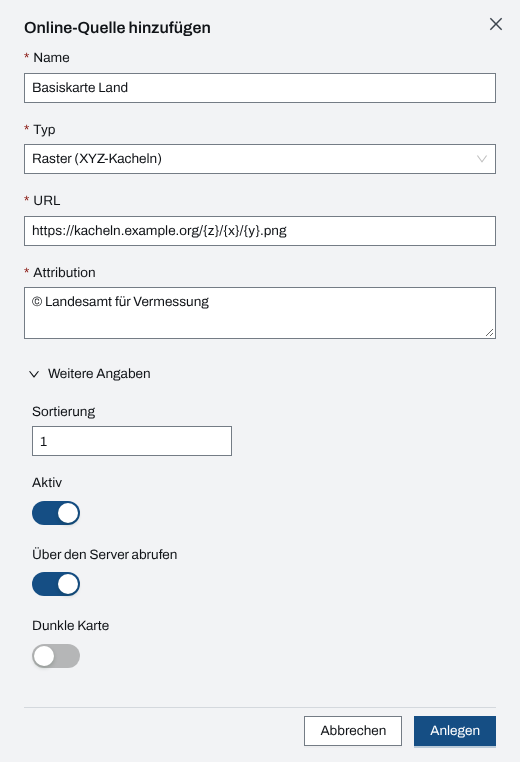 Online-Quelle hinzufügen
* Name
Basiskarte Land
* Typ
Raster (XYZ-Kacheln)
* URL
https://kacheln.example.org/{z}/{x}/{y}.png
* Attribution
© Landesamt für Vermessung
Weitere Angaben
Sortierung
1
Aktiv
Über den Server abrufen
Dunkle Karte
Abbrechen
Anlegen